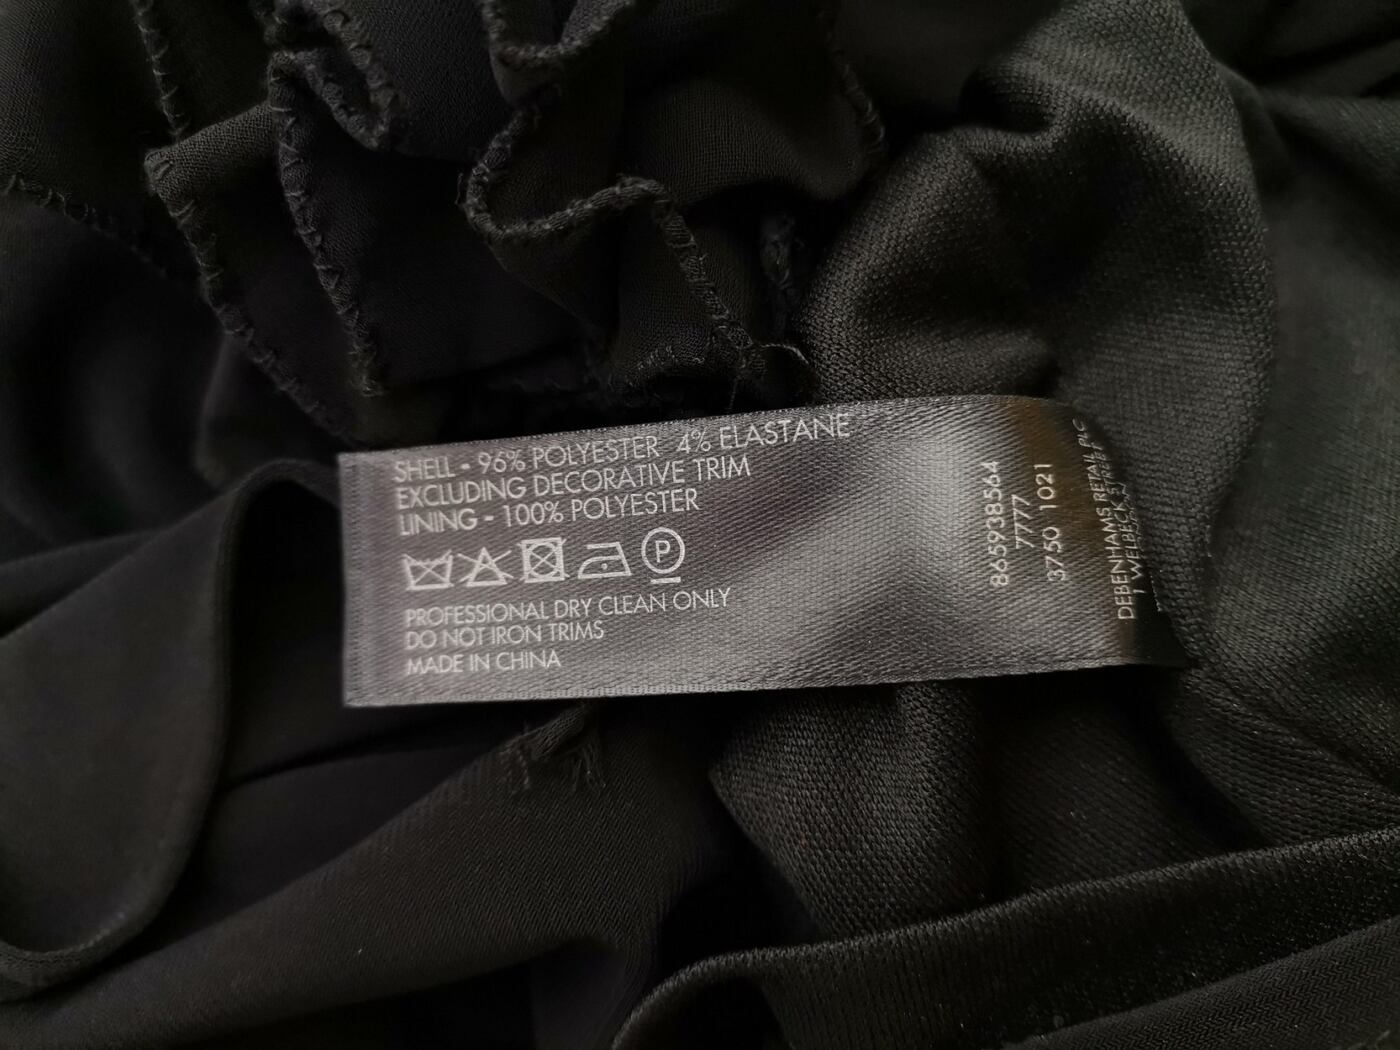 SHELL - 96% POLYESTER 4% ELASTANE
EXCLUDING DECORATIVE TRIM
LINING - 100% POLYESTER
P
PROFESSIONAL DRY CLEAN ONLY
DO NOT IRON TRIMS
MADE IN CHINA
865938564
7777
3750 1021
DEBENHAMS RETAIL PLC
1 WELBECK